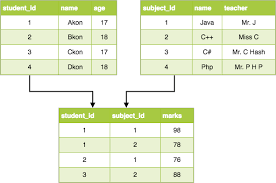 student_id name age
1 Akon 17
2 Bkon 18
3 Ckon 17
4 Dkon 18
subject_id name teacher
1 Java Mr. J
2 C++ Miss C
3 C# Mr. C Hash
4 Php Mr. P H P
student_id subject_id marks
1 1 98
1 2 78
2 1 76
3 2 88